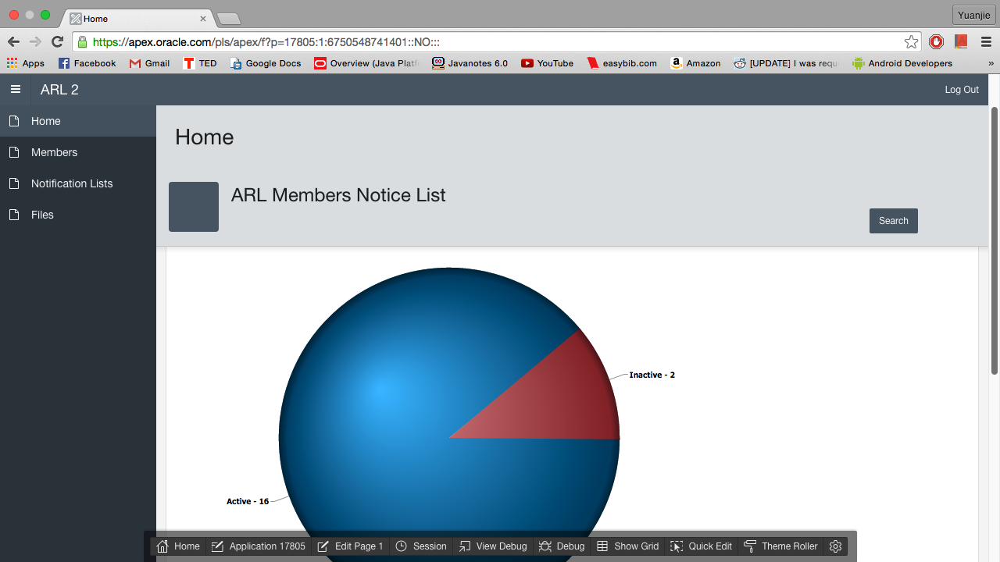 Home
Yuanjie
https://apex.oracle.com/pls/apex/f?p=17805:1:6750548741401::NO:::
Apps Facebook Gmail TED Google Docs Overview (Java Platf Javanotes 6.0 YouTube easybib.com Amazon [UPDATE] I was requ Android Developers »
ARL 2 Log Out
Home
Members
Notification Lists
Files
Home
ARL Members Notice List
Search
Inactive - 2
Active - 16
Home Application 17805 Edit Page 1 Session View Debug Debug Show Grid Quick Edit Theme Roller